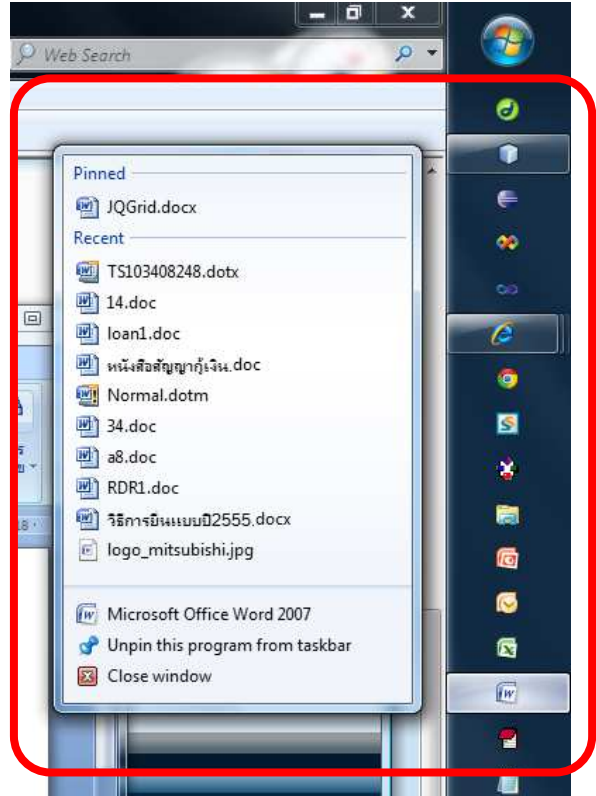 Web Search
Pinned
JQGrid.docx
Recent
TS103408248.dotx
14.doc
loan1.doc
หนังสือสัญญากู้เงิน.doc
Normal.dotm
34.doc
a8.doc
RDR1.doc
วิธีการยื่นแบบปี2555.docx
logo_mitsubishi.jpg
Microsoft Office Word 2007
Unpin this program from taskbar
Close window